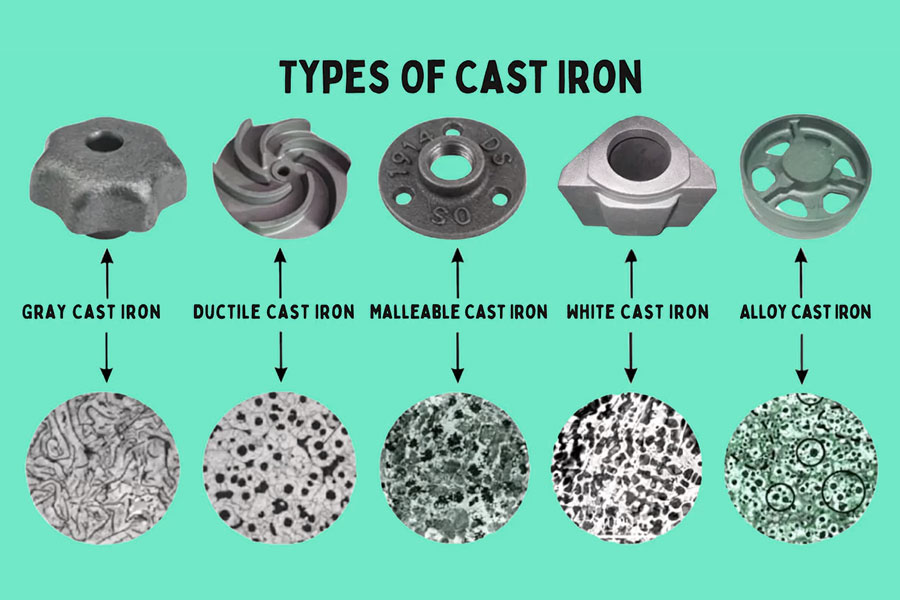 TYPES OF CAST IRON
1914 DS
SO
GRAY CAST IRON
DUCTILE CAST IRON
MALLEABLE CAST IRON
WHITE CAST IRON
ALLOY CAST IRON